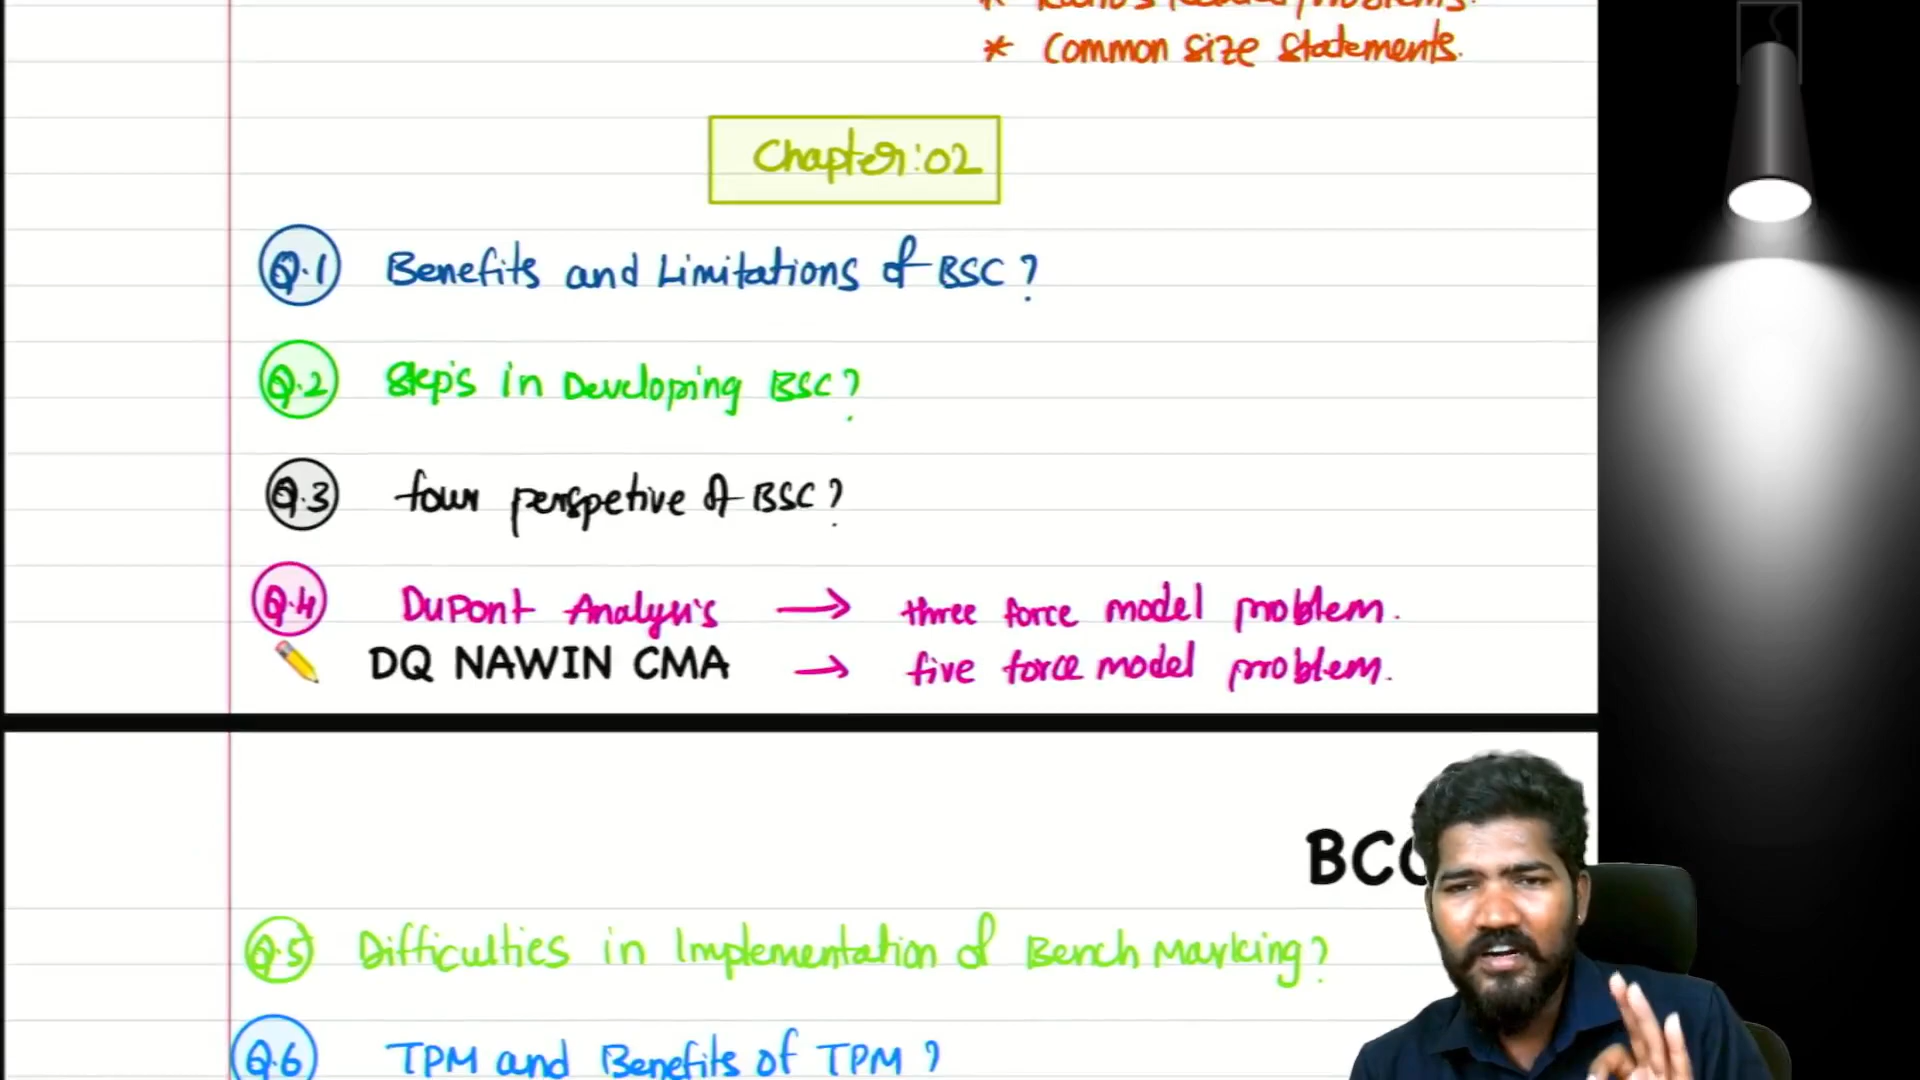 * Common size statements.
Chapter:02
Q.1 Benefits and Limitations of BSC?
Q.2 Steps in Developing BSC?
Q.3 four perspetive of BSC?
Q.4 DuPont Analysis → three force model problem.
DQ NAWIN CMA → five force model problem.
Q.5 Difficulties in Implementation of Bench Marking?
Q.6 TPM and Benefits of TPM?